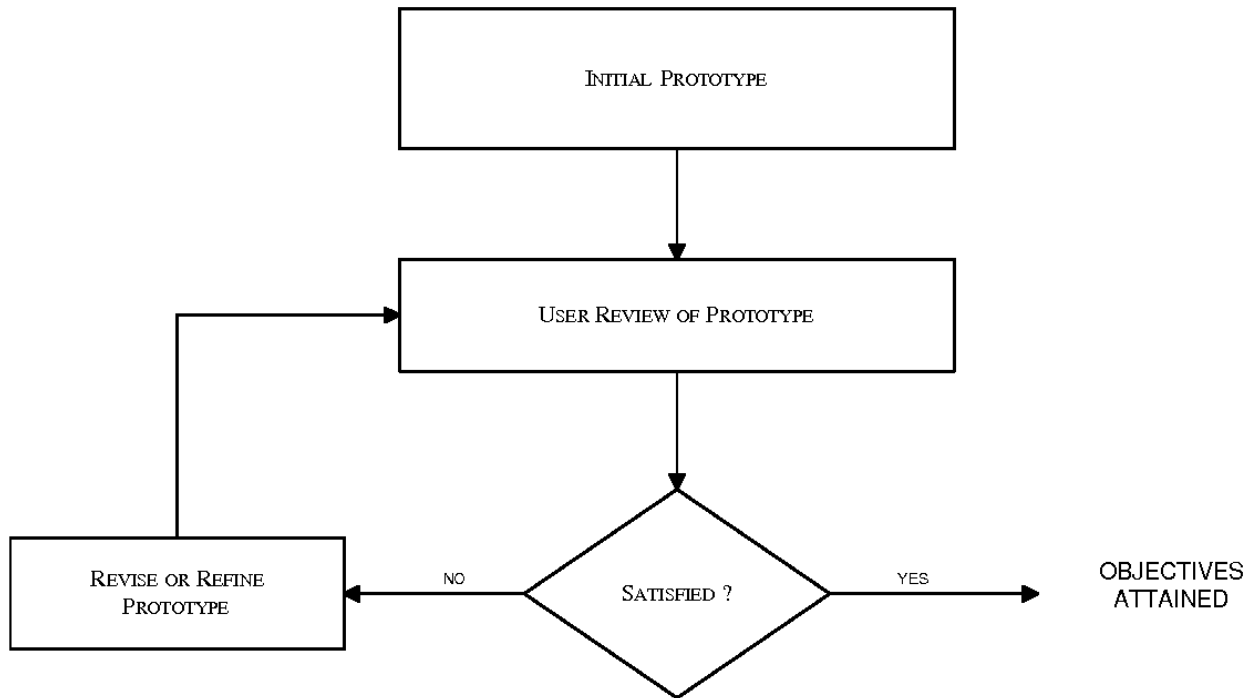 INITIAL PROTOTYPE
USER REVIEW OF PROTOTYPE
REVISE OR REFINE
PROTOTYPE
NO
SATISFIED ?
YES
OBJECTIVES
ATTAINED